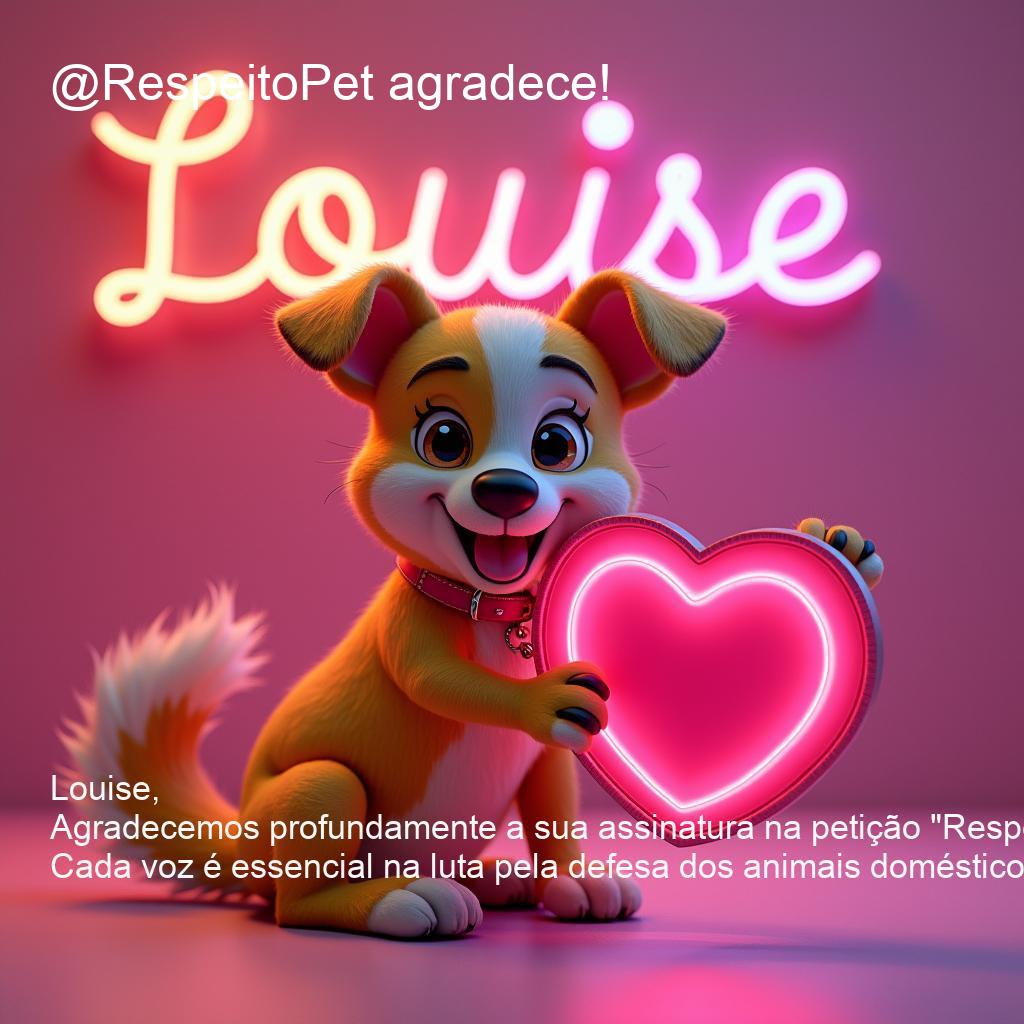 @RespeitoPet agradece!
Louise
Louise,
Agradecemos profundamente a sua assinatura na petição "Resp
Cada voz é essencial na luta pela defesa dos animais doméstico